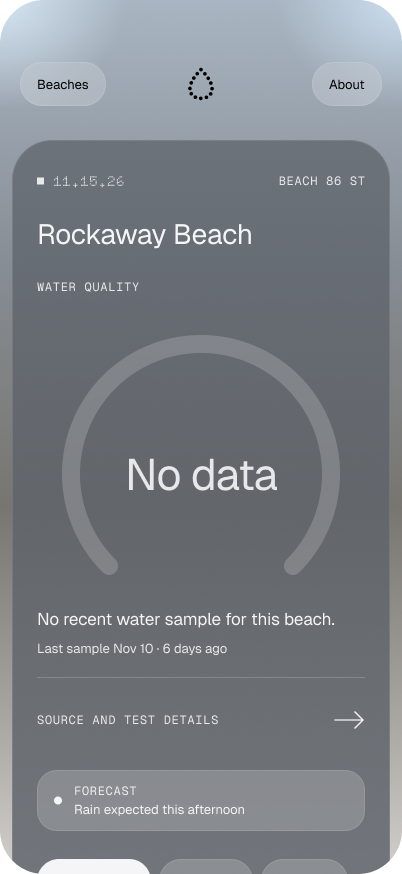 Beaches
About
11.15.26
BEACH 86 ST
Rockaway Beach
WATER QUALITY
No data
No recent water sample for this beach.
Last sample Nov 10 · 6 days ago
SOURCE AND TEST DETAILS
FORECAST
Rain expected this afternoon